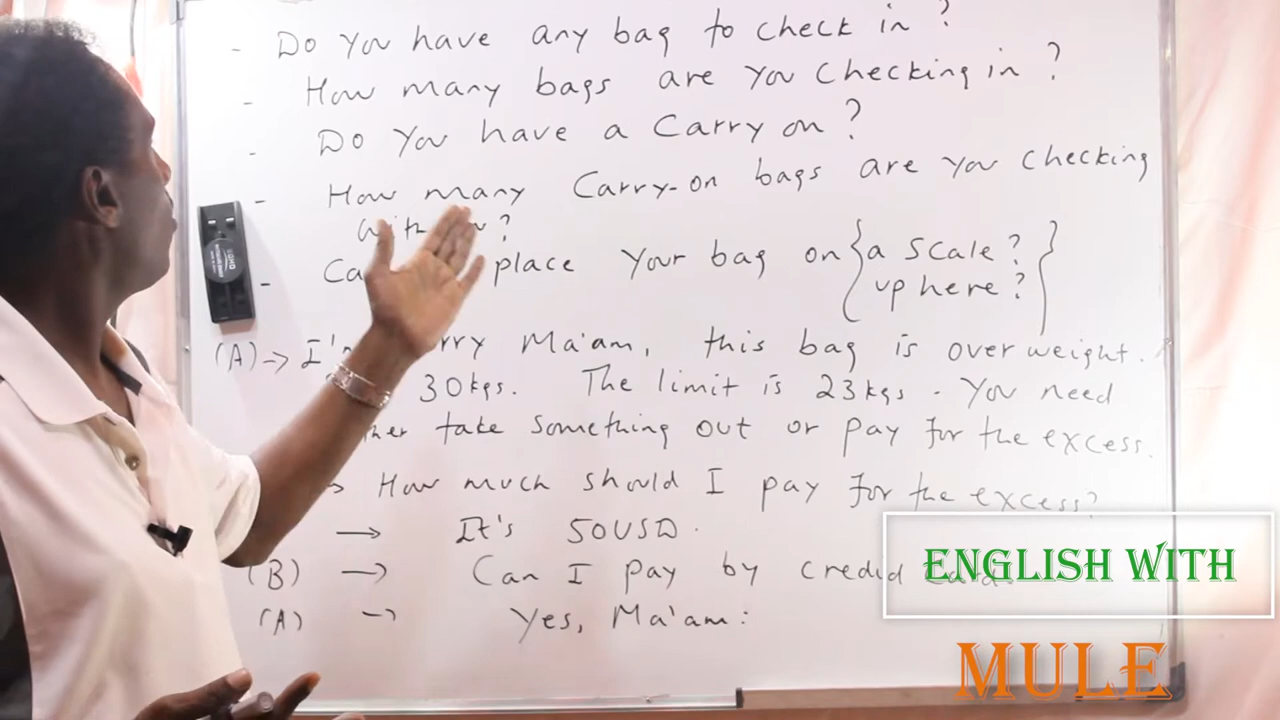 - Do You have any bag to check in?
- How many bags are You Checking in?
- Do You have a Carry on?
- How many Carry-on bags are you checking
with ?
- place Your bag on {a scale?
up here?}
(A) → Ma'am, this bag is overweight.
30kgs. The limit is 23kgs. You need
take something out or pay for the excess.
→ How much should I pay for the excess?
→ It's 50USD.
(B) → Can I pay by credid
(A) → Yes, Ma'am:
ENGLISH WITH
MULE